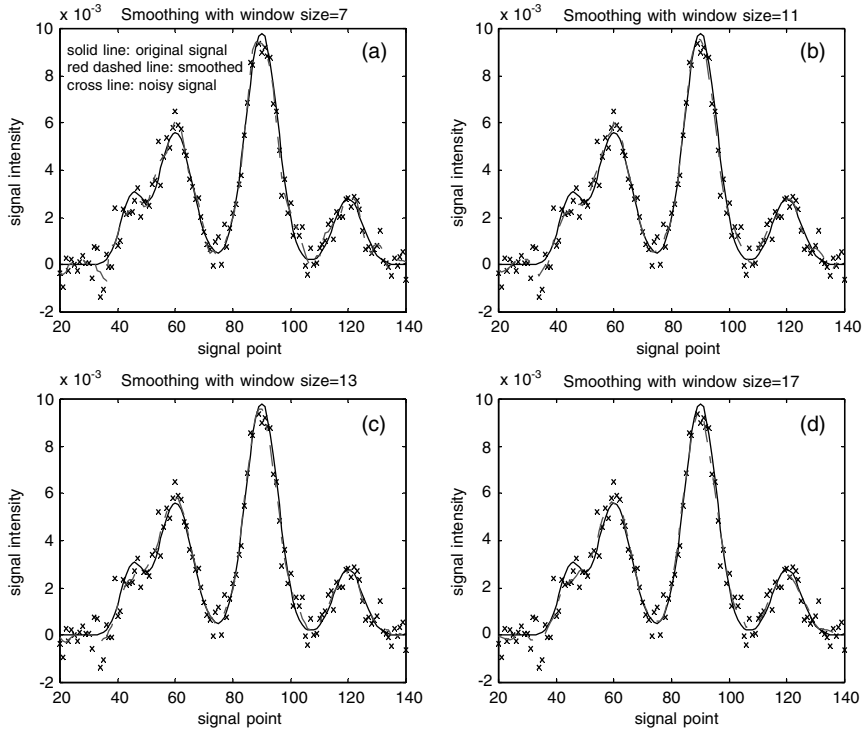 x 10-3 Smoothing with window size=7
solid line: original signal
red dashed line: smoothed
cross line: noisy signal
(a)
signal intensity
10
8
6
4
2
0
-2
20 40 60 80 100 120 140
signal point
x 10-3 Smoothing with window size=11
(b)
signal intensity
10
8
6
4
2
0
-2
20 40 60 80 100 120 140
signal point
x 10-3 Smoothing with window size=13
(c)
signal intensity
10
8
6
4
2
0
-2
20 40 60 80 100 120 140
signal point
x 10-3 Smoothing with window size=17
(d)
signal intensity
10
8
6
4
2
0
-2
20 40 60 80 100 120 140
signal point